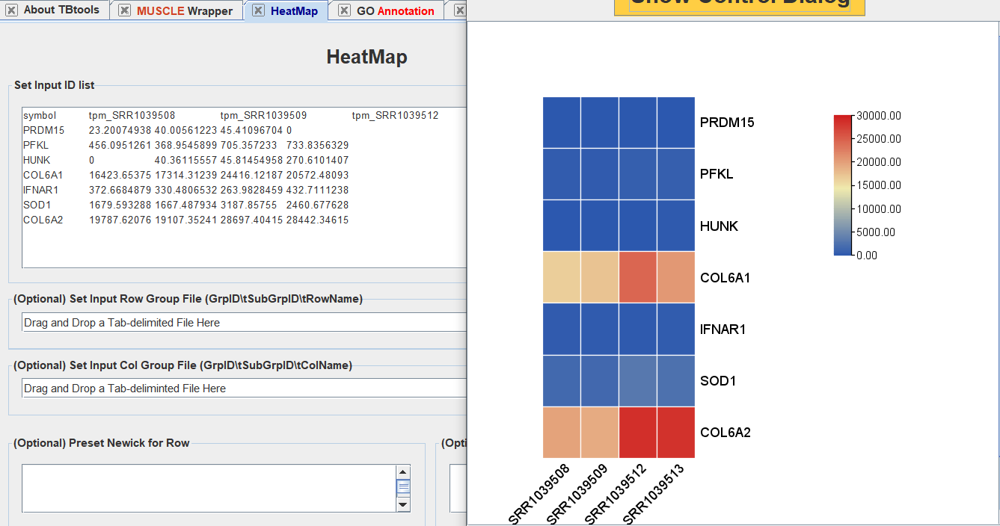 About TBtools
MUSCLE Wrapper
HeatMap
GO Annotation
HeatMap
Set Input ID list
symbol tpm_SRR1039508 tpm_SRR1039509 tpm_SRR1039512
PRDM15 23.20074938 40.00561223 45.41096704 0
PFKL 456.0951261 368.9545899 705.357233 733.8356329
HUNK 0 40.36115557 45.81454958 270.6101407
COL6A1 16423.65375 17314.31239 24416.12187 20572.48093
IFNAR1 372.6684879 330.4806532 263.9828459 432.7111238
SOD1 1679.593288 1667.487934 3187.85755 2460.677628
COL6A2 19787.62076 19107.35241 28697.40415 28442.34615
(Optional) Set Input Row Group File (GrpID\tSubGrpID\tRowName)
Drag and Drop a Tab-delimited File Here
(Optional) Set Input Col Group File (GrpID\tSubGrpID\tColName)
Drag and Drop a Tab-deliminted File Here
(Optional) Preset Newick for Row
(Opti
Show Control Dialog
PRDM15
PFKL
HUNK
COL6A1
IFNAR1
SOD1
COL6A2
SRR1039508
SRR1039509
SRR1039512
SRR1039513
30000.00
25000.00
20000.00
15000.00
10000.00
5000.00
0.00